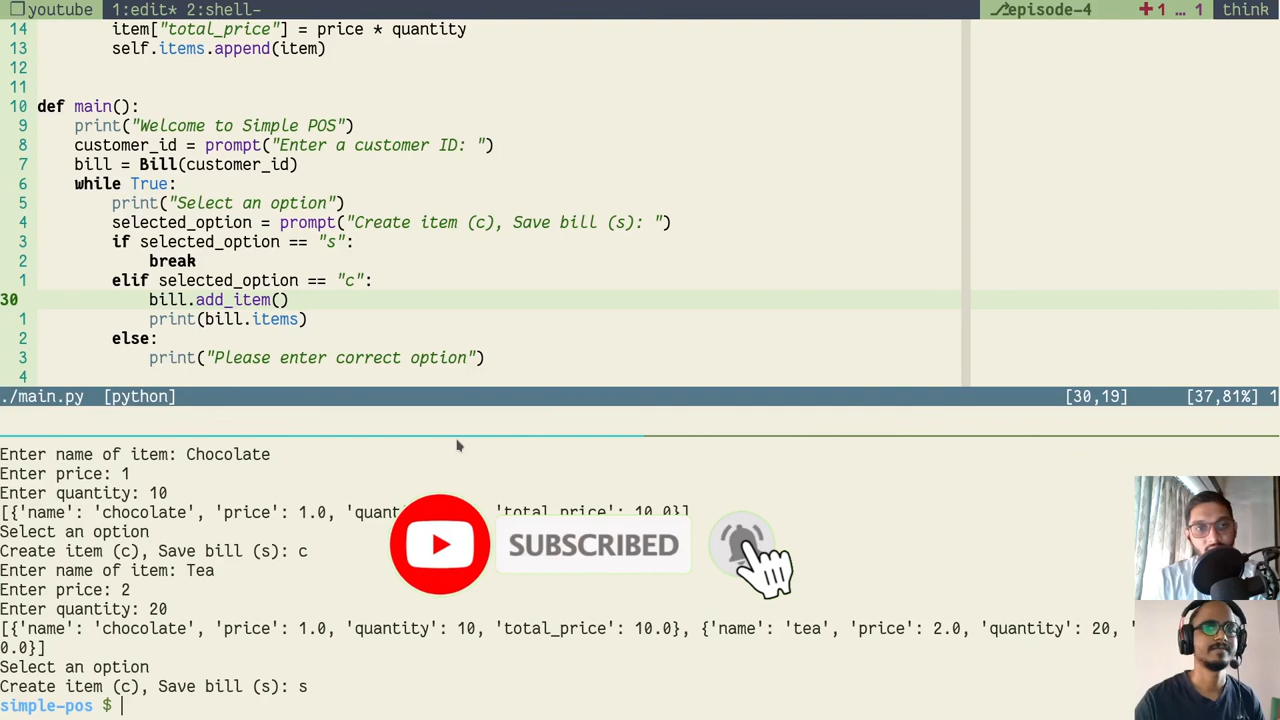 youtube 1:edit* 2:shell- episode-4 +1 … 1 think
14 item["total_price"] = price * quantity
13 self.items.append(item)
12
11
10 def main():
9 print("Welcome to Simple POS")
8 customer_id = prompt("Enter a customer ID: ")
7 bill = Bill(customer_id)
6 while True:
5 print("Select an option")
4 selected_option = prompt("Create item (c), Save bill (s): ")
3 if selected_option == "s":
2 break
1 elif selected_option == "c":
30 bill.add_item()
1 print(bill.items)
2 else:
3 print("Please enter correct option")
4
./main.py [python] [30,19] [37,81%] 1
Enter name of item: Chocolate
Enter price: 1
Enter quantity: 10
[{'name': 'chocolate', 'price': 1.0, 'quant 'total_price': 10.0}]
Select an option
Create item (c), Save bill (s): c
Enter name of item: Tea
Enter price: 2
Enter quantity: 20
[{'name': 'chocolate', 'price': 1.0, 'quantity': 10, 'total_price': 10.0}, {'name': 'tea', 'price': 2.0, 'quantity': 20, '
0.0}]
Select an option
Create item (c), Save bill (s): s
simple-pos $
SUBSCRIBED